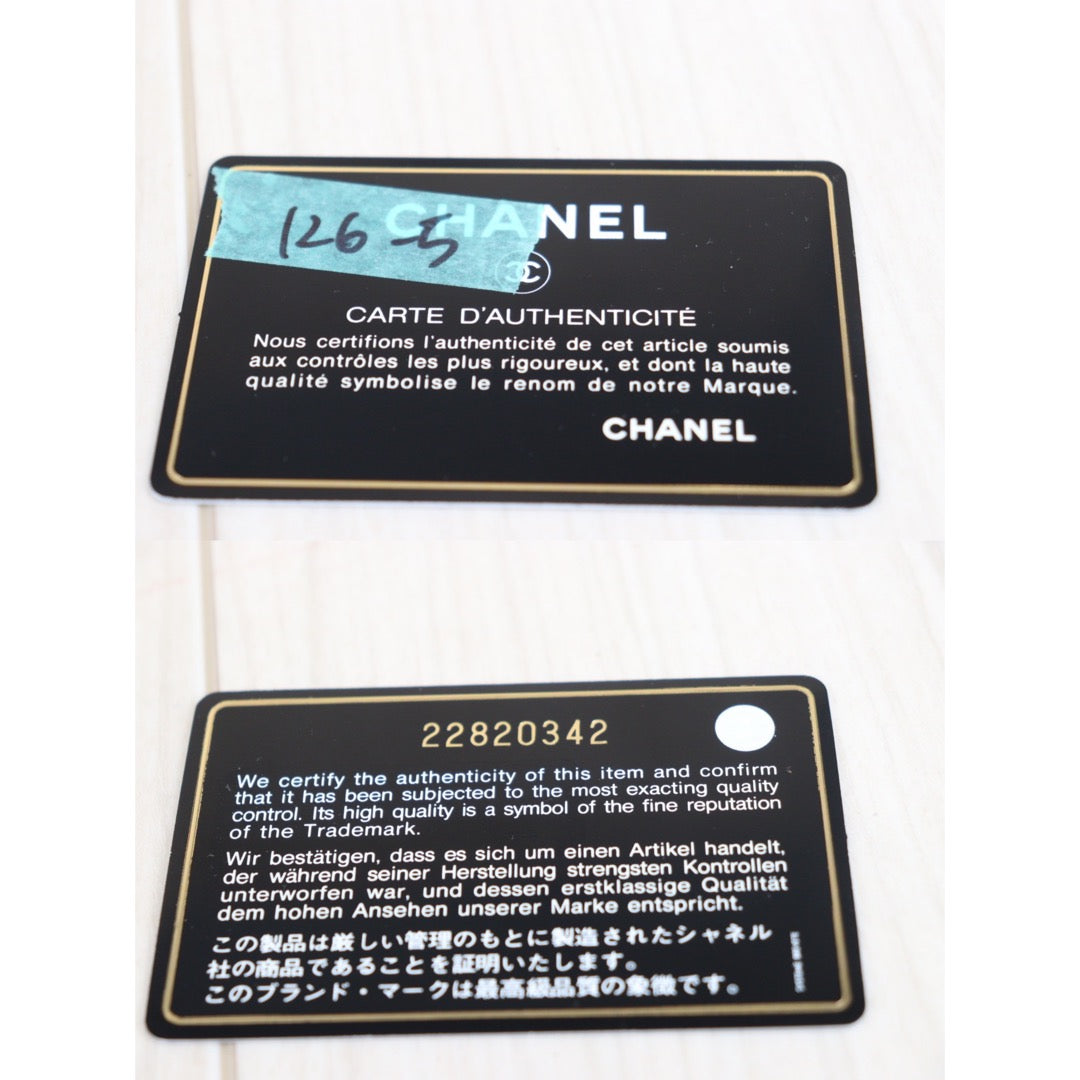 126-5
CHANEL
CARTE D'AUTHENTICITÉ
Nous certifions l'authenticité de cet article soumis
aux contrôles les plus rigoureux, et dont la haute
qualité symbolise le renom de notre Marque.
CHANEL
22820342
We certify the authenticity of this item and confirm
that it has been subjected to the most exacting quality
control. Its high quality is a symbol of the fine reputation
of the Trademark.
Wir bestätigen, dass es sich um einen Artikel handelt,
der während seiner Herstellung strengsten Kontrollen
unterworfen war, und dessen erstklassige Qualität
dem hohen Ansehen unserer Marke entspricht.
この製品は厳しい管理のもとに製造されたシャネル
社の商品であることを証明いたします。
このブランド・マークは最高級品質の象徴です。